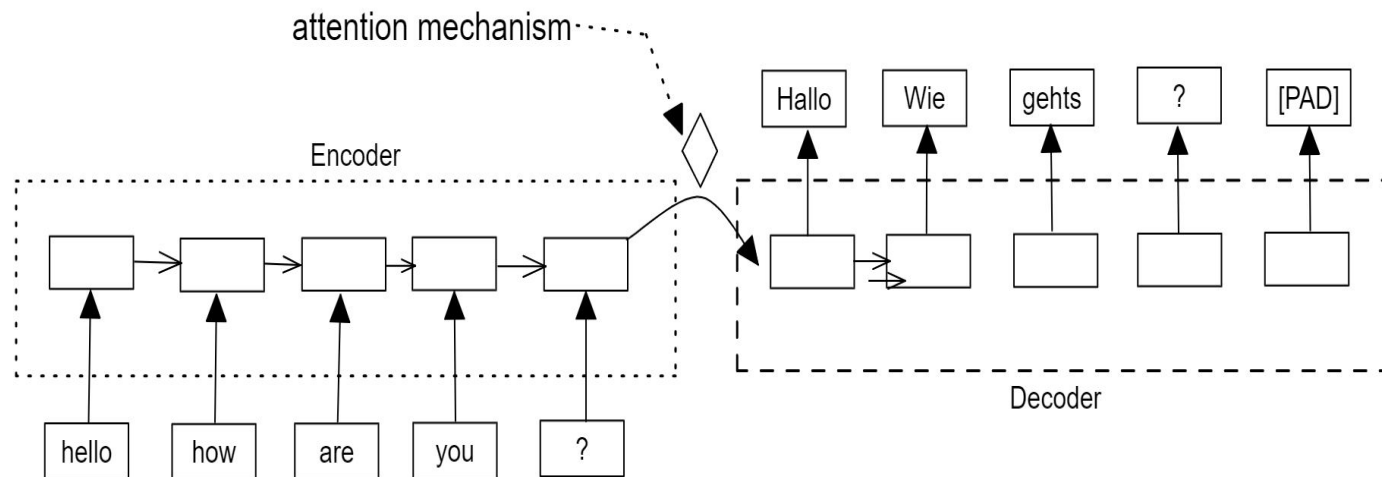 attention mechanism
Hallo Wie gehts ? [PAD]
Encoder
Decoder
hello how are you ?